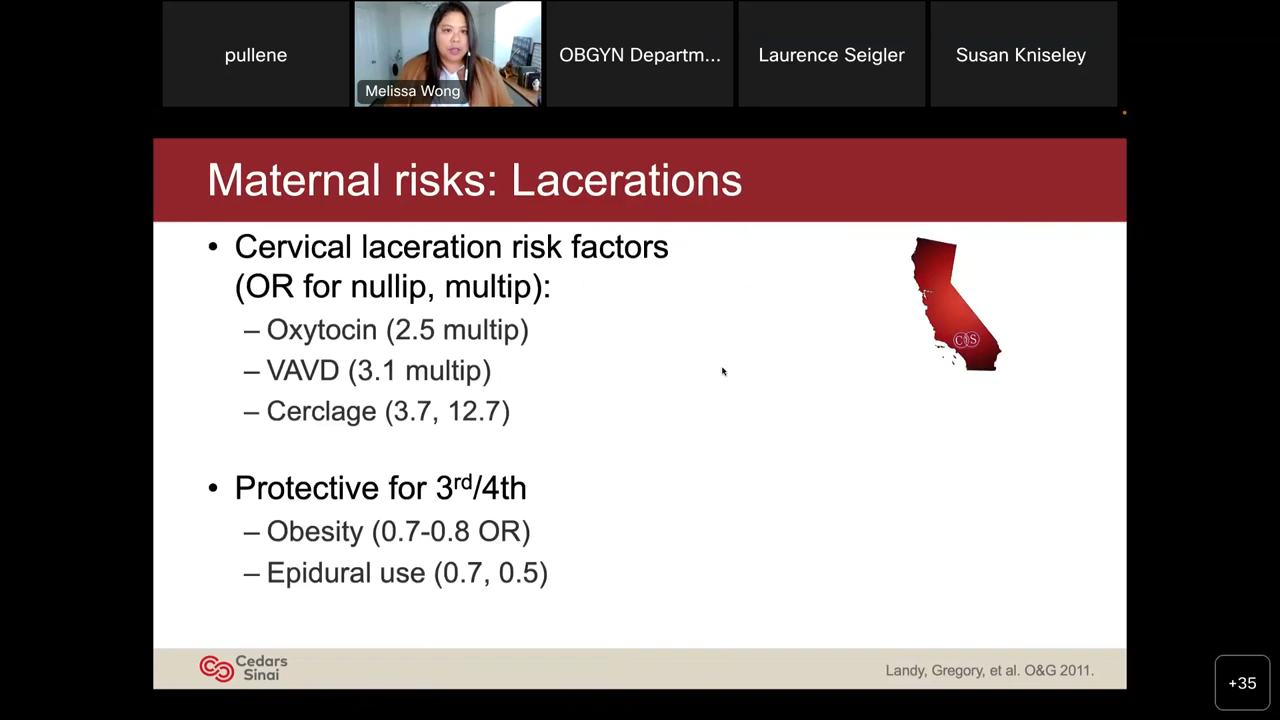 pullene
Melissa Wong
OBGYN Departm...
Laurence Seigler
Susan Kniseley
Maternal risks: Lacerations
• Cervical laceration risk factors
(OR for nullip, multip):
– Oxytocin (2.5 multip)
– VAVD (3.1 multip)
– Cerclage (3.7, 12.7)
CS
• Protective for 3rd/4th
– Obesity (0.7-0.8 OR)
– Epidural use (0.7, 0.5)
Cedars
Sinai
Landy, Gregory, et al. O&G 2011.
+35